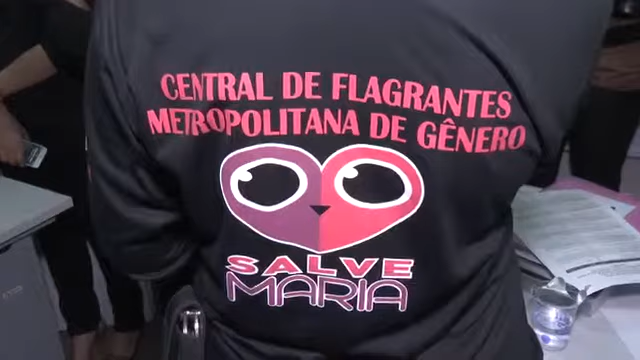 CENTRAL DE FLAGRANTES
METROPOLITANA DE GÊNERO
SALVE
MARIA